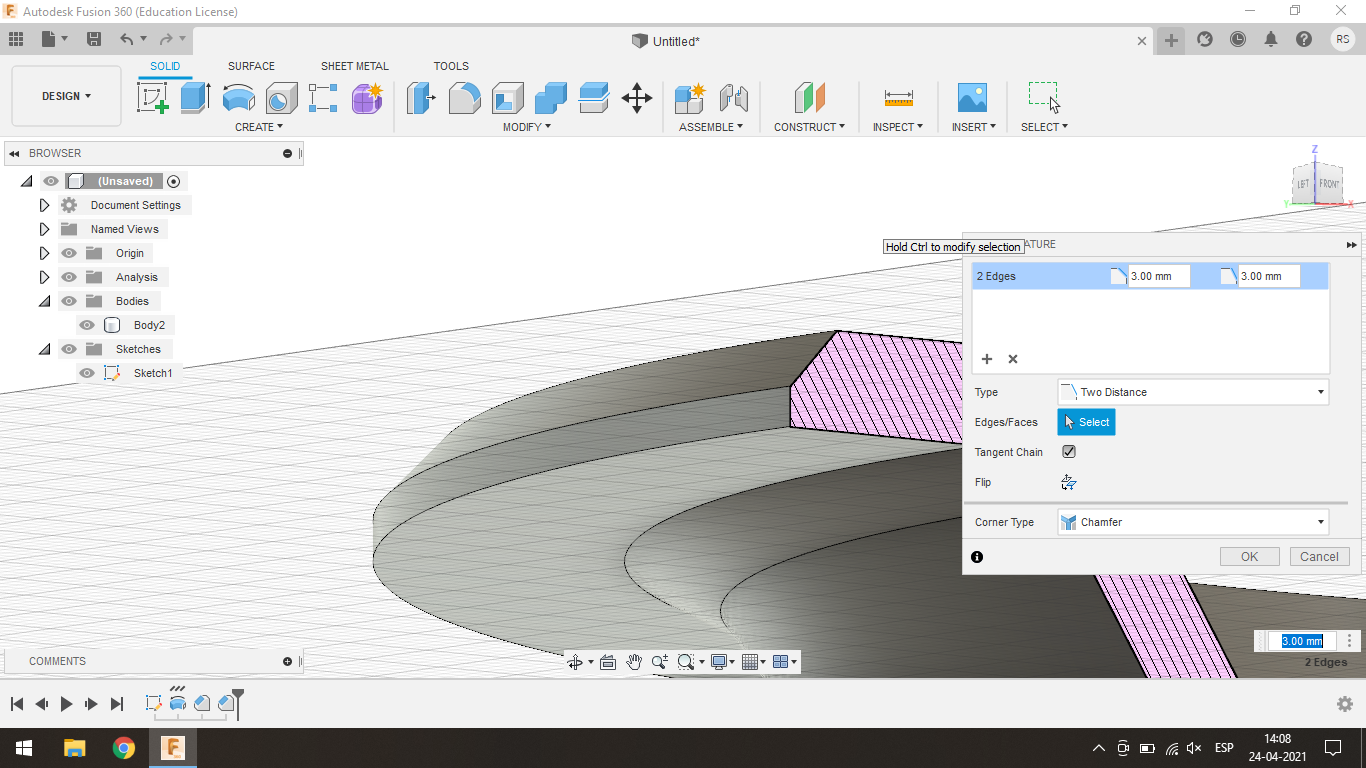 Autodesk Fusion 360 (Education License)
Untitled*
RS
DESIGN
SOLID SURFACE SHEET METAL TOOLS
CREATE MODIFY ASSEMBLE CONSTRUCT INSPECT INSERT SELECT
BROWSER
(Unsaved)
Document Settings
Named Views
Origin
Analysis
Bodies
Body2
Sketches
Sketch1
Z
LEFT FRONT
Y X
Hold Ctrl to modify selection
ATURE
2 Edges 3.00 mm 3.00 mm
Type Two Distance
Edges/Faces Select
Tangent Chain
Flip
Corner Type Chamfer
OK Cancel
3.00 mm
2 Edges
COMMENTS
ESP
14:08
24-04-2021